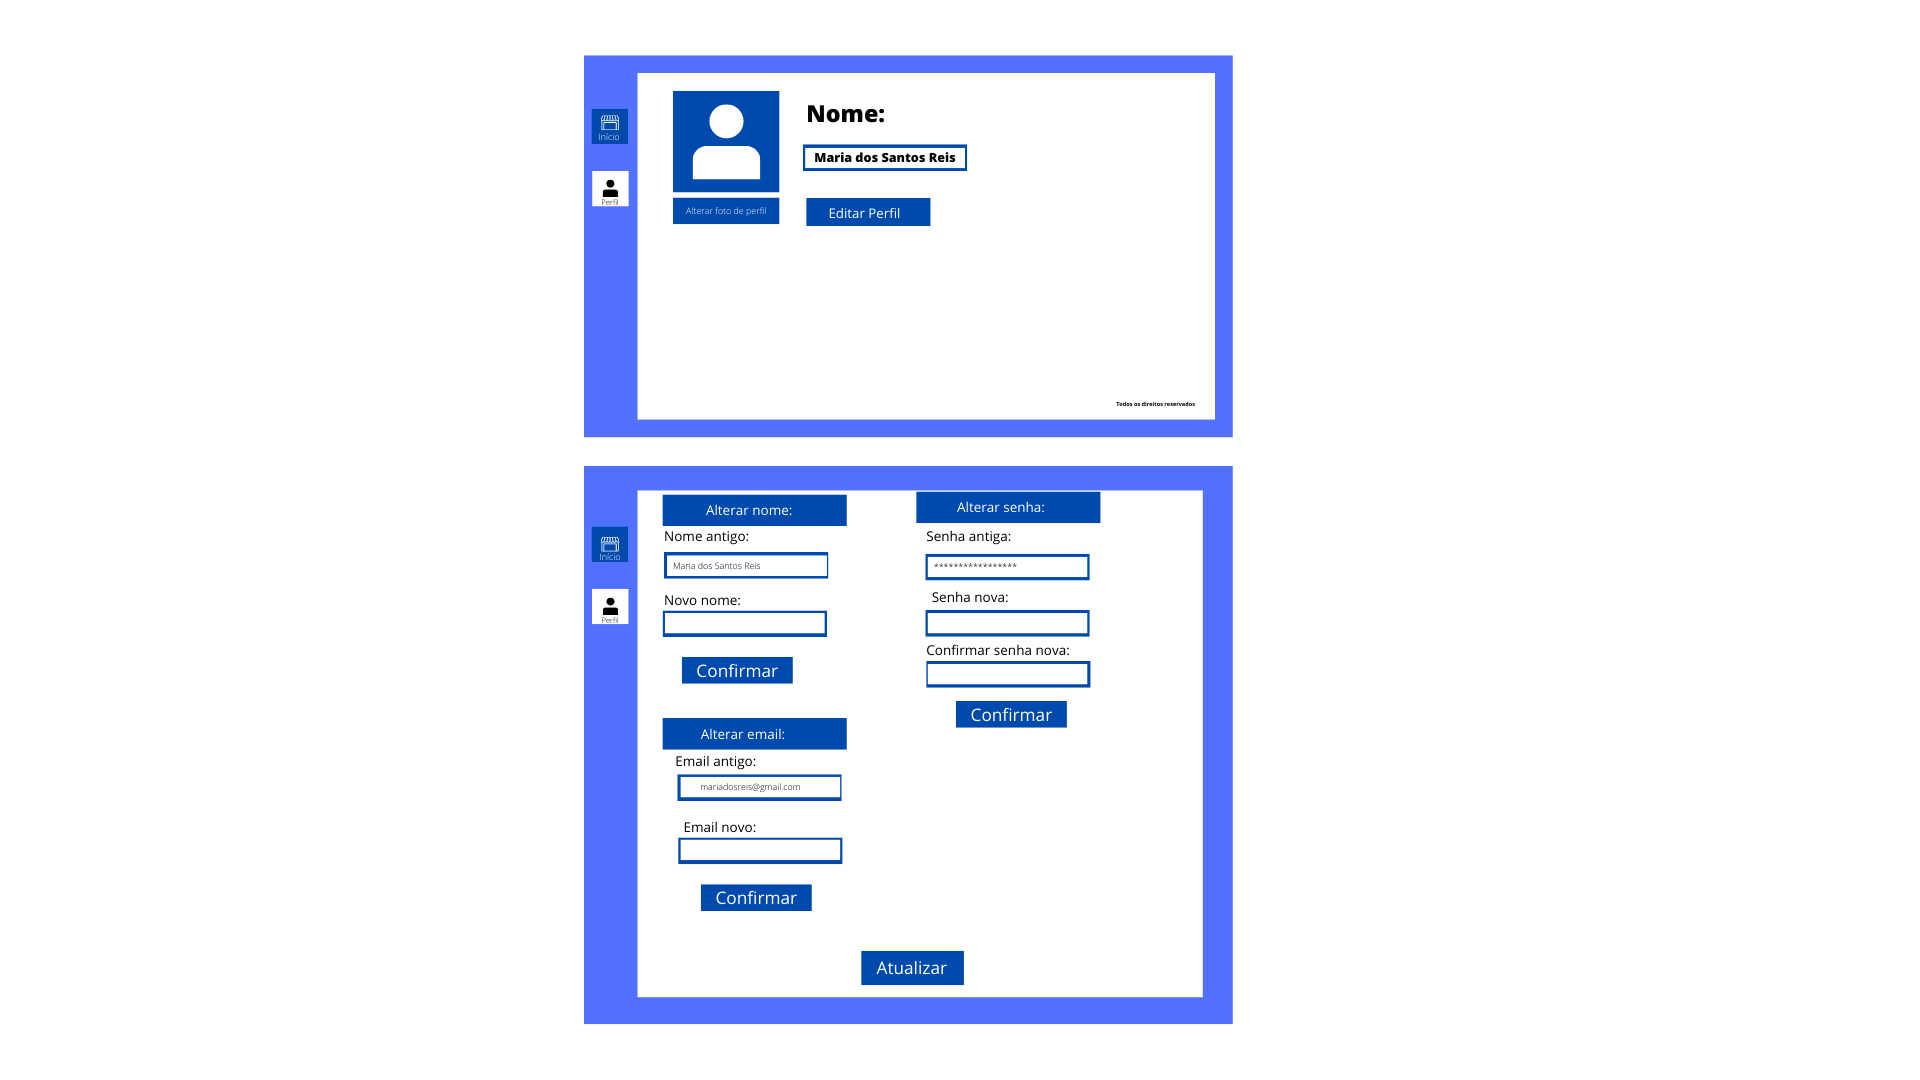 Início
Perfil
Alterar foto de perfil
Nome:
Maria dos Santos Reis
Editar Perfil
Todos os direitos reservados
Início
Perfil
Alterar nome:
Nome antigo:
Maria dos Santos Reis
Novo nome:
Confirmar
Alterar email:
Email antigo:
mariadosreis@gmail.com
Email novo:
Confirmar
Alterar senha:
Senha antiga:
*****************
Senha nova:
Confirmar senha nova:
Confirmar
Atualizar